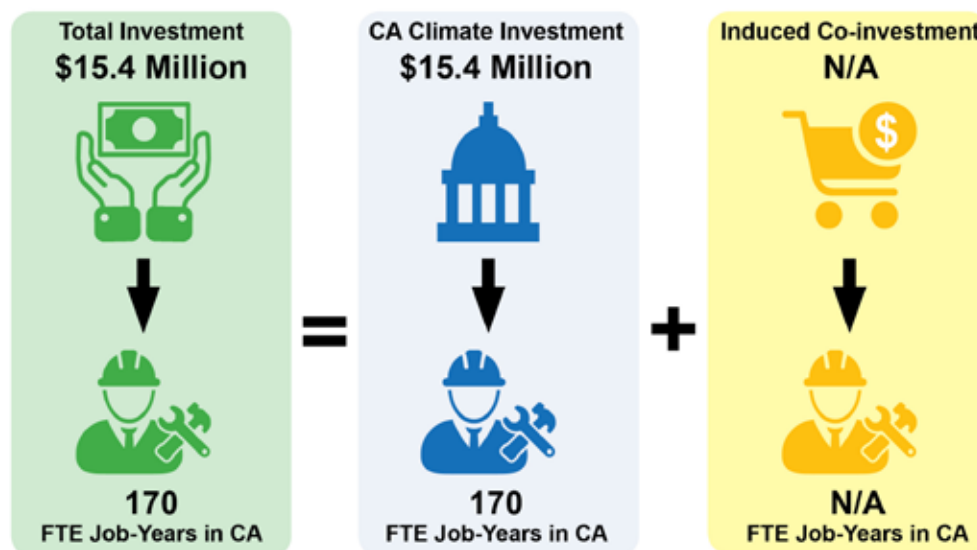 Total Investment
$15.4 Million
170
FTE Job-Years in CA
=
CA Climate Investment
$15.4 Million
170
FTE Job-Years in CA
+
Induced Co-investment
N/A
$
N/A
FTE Job-Years in CA